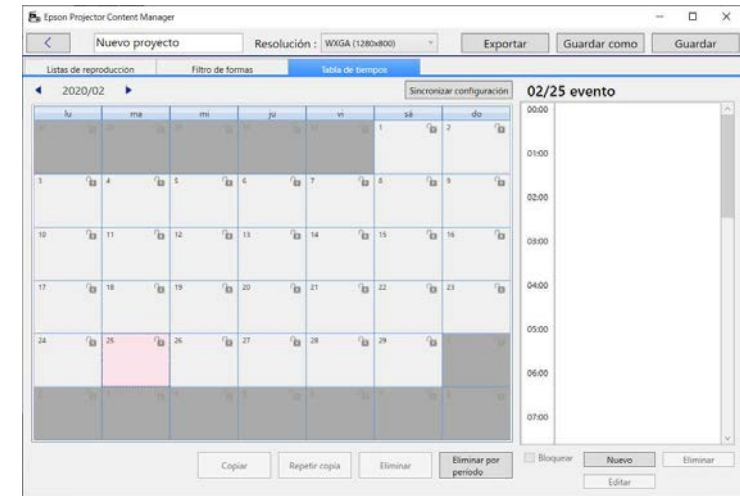 Epson Projector Content Manager
Nuevo proyecto Resolución : WXGA (1280x800) Exportar Guardar como Guardar
Listas de reproducción Filtro de formas Tabla de tiempos
2020/02 Sincronizar configuración 02/25 evento
lu ma mi ju vi sá do
1 2
3 4 5 6 7 8 9
10 11 12 13 14 15 16
17 18 19 20 21 22 23
24 25 26 27 28 29
00:00
01:00
02:00
03:00
04:00
05:00
06:00
07:00
Copiar Repetir copia Eliminar Eliminar por
período
Bloquear Nuevo Eliminar
Editar